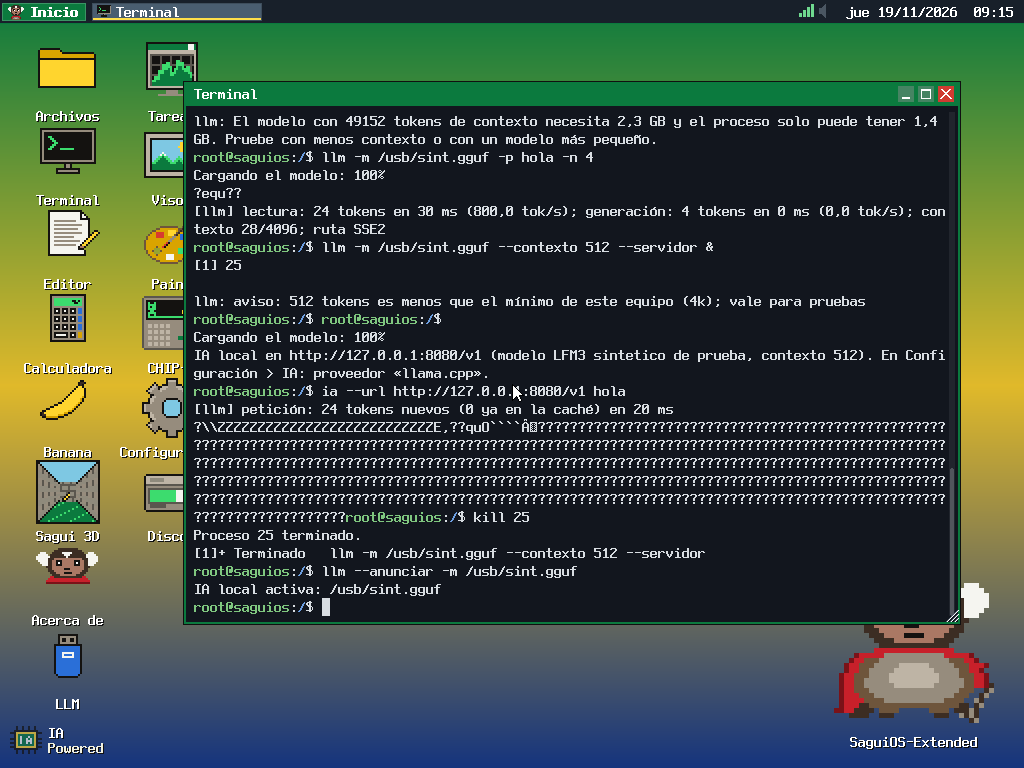 Inicio
Terminal
jue 19/11/2026 09:15
Archivos
Tarea
Terminal
Viso
Editor
Pain
Calculadora
CHIP-
Banana
Configur
Sagui 3D
Disco
Acerca de
LLM
IA
IA
Powered
Terminal
llm: El modelo con 49152 tokens de contexto necesita 2,3 GB y el proceso solo puede tener 1,4
GB. Pruebe con menos contexto o con un modelo más pequeño.
root@saguios:/$ llm -m /usb/sint.gguf -p hola -n 4
Cargando el modelo: 100%
?equ??
[llm] lectura: 24 tokens en 30 ms (800,0 tok/s); generación: 4 tokens en 0 ms (0,0 tok/s); con
texto 28/4096; ruta SSE2
root@saguios:/$ llm -m /usb/sint.gguf --contexto 512 --servidor &
[1] 25
llm: aviso: 512 tokens es menos que el mínimo de este equipo (4k); vale para pruebas
root@saguios:/$ root@saguios:/$
Cargando el modelo: 100%
IA local en http://127.0.0.1:8080/v1 (modelo LFM3 sintetico de prueba, contexto 512). En Confi
guración > IA: proveedor «llama.cpp».
root@saguios:/$ ia --url http://127.0.0.1:8080/v1 hola
[llm] petición: 24 tokens nuevos (0 ya en la caché) en 20 ms
root@saguios:/$ kill 25
Proceso 25 terminado.
[1]+ Terminado   llm -m /usb/sint.gguf --contexto 512 --servidor
root@saguios:/$ llm --anunciar -m /usb/sint.gguf
IA local activa: /usb/sint.gguf
root@saguios:/$
SaguiOS-Extended